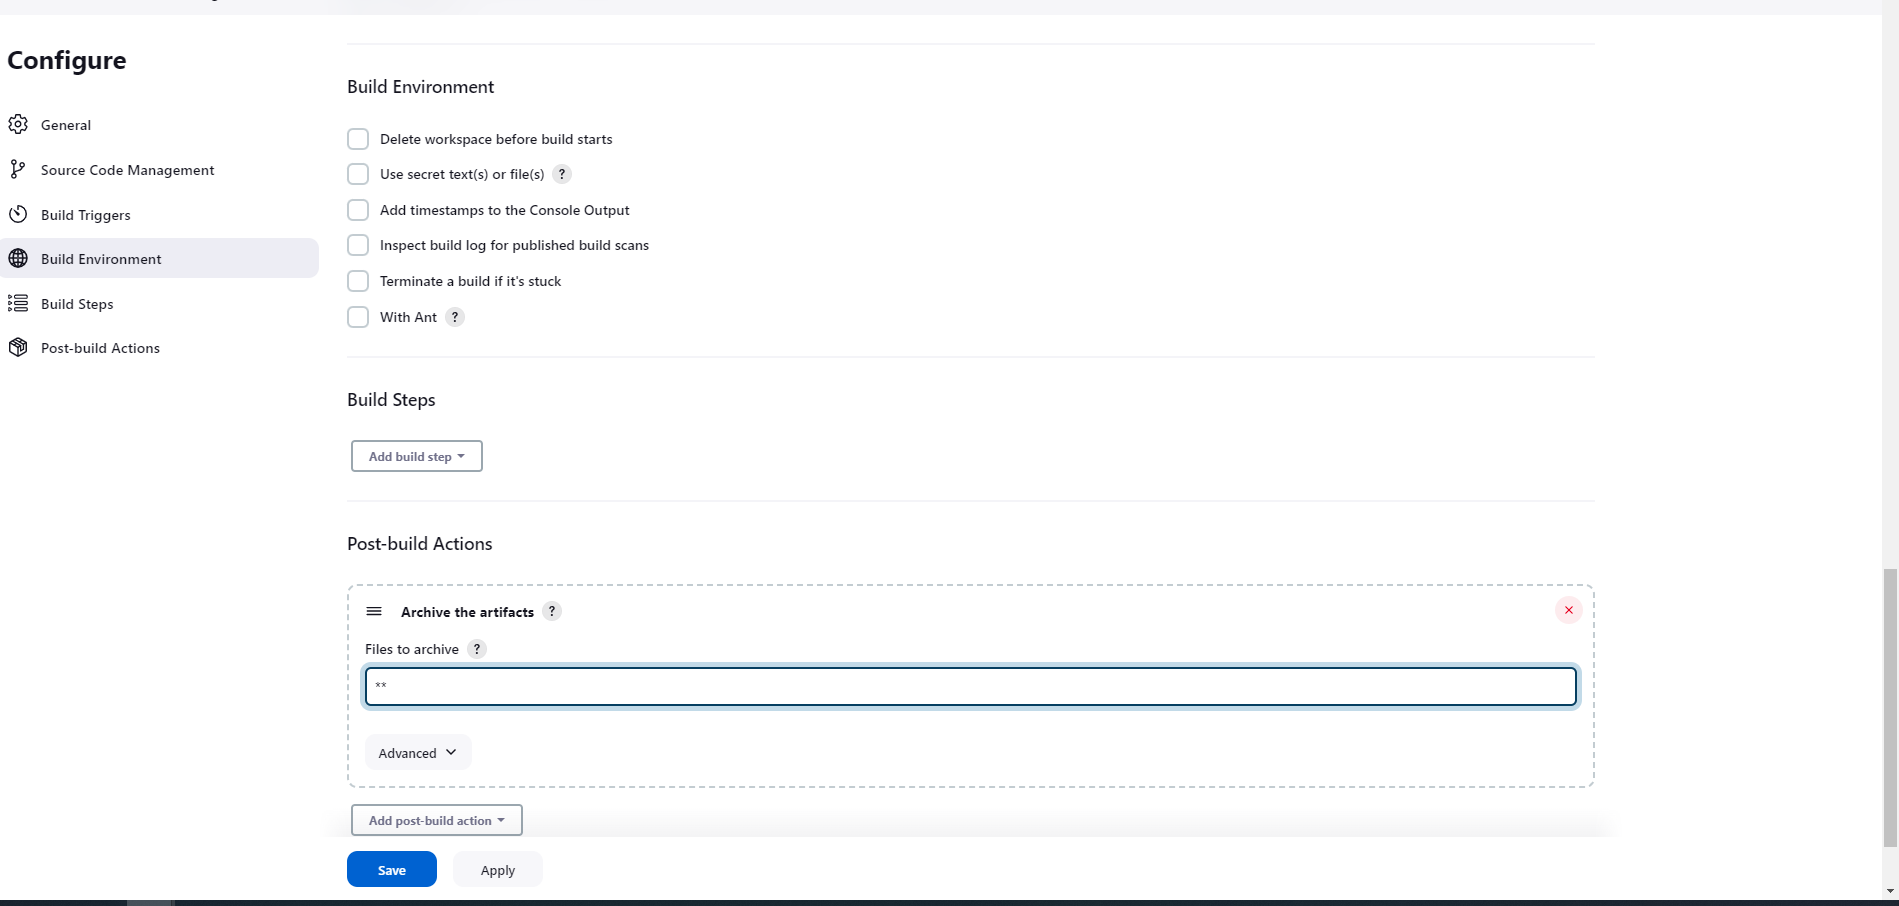 Configure
General
Source Code Management
Build Triggers
Build Environment
Build Steps
Post-build Actions
Build Environment
Delete workspace before build starts
Use secret text(s) or file(s) ?
Add timestamps to the Console Output
Inspect build log for published build scans
Terminate a build if it's stuck
With Ant ?
Build Steps
Add build step
Post-build Actions
Archive the artifacts ?
Files to archive ?
**
Advanced
Add post-build action
Save
Apply